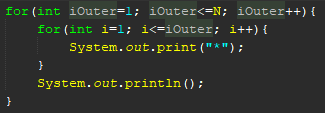 for(int iOuter=1; iOuter<=N; iOuter++){
    for(int i=1; i<=iOuter; i++){
        System.out.print("*");
    }
    System.out.println();
}